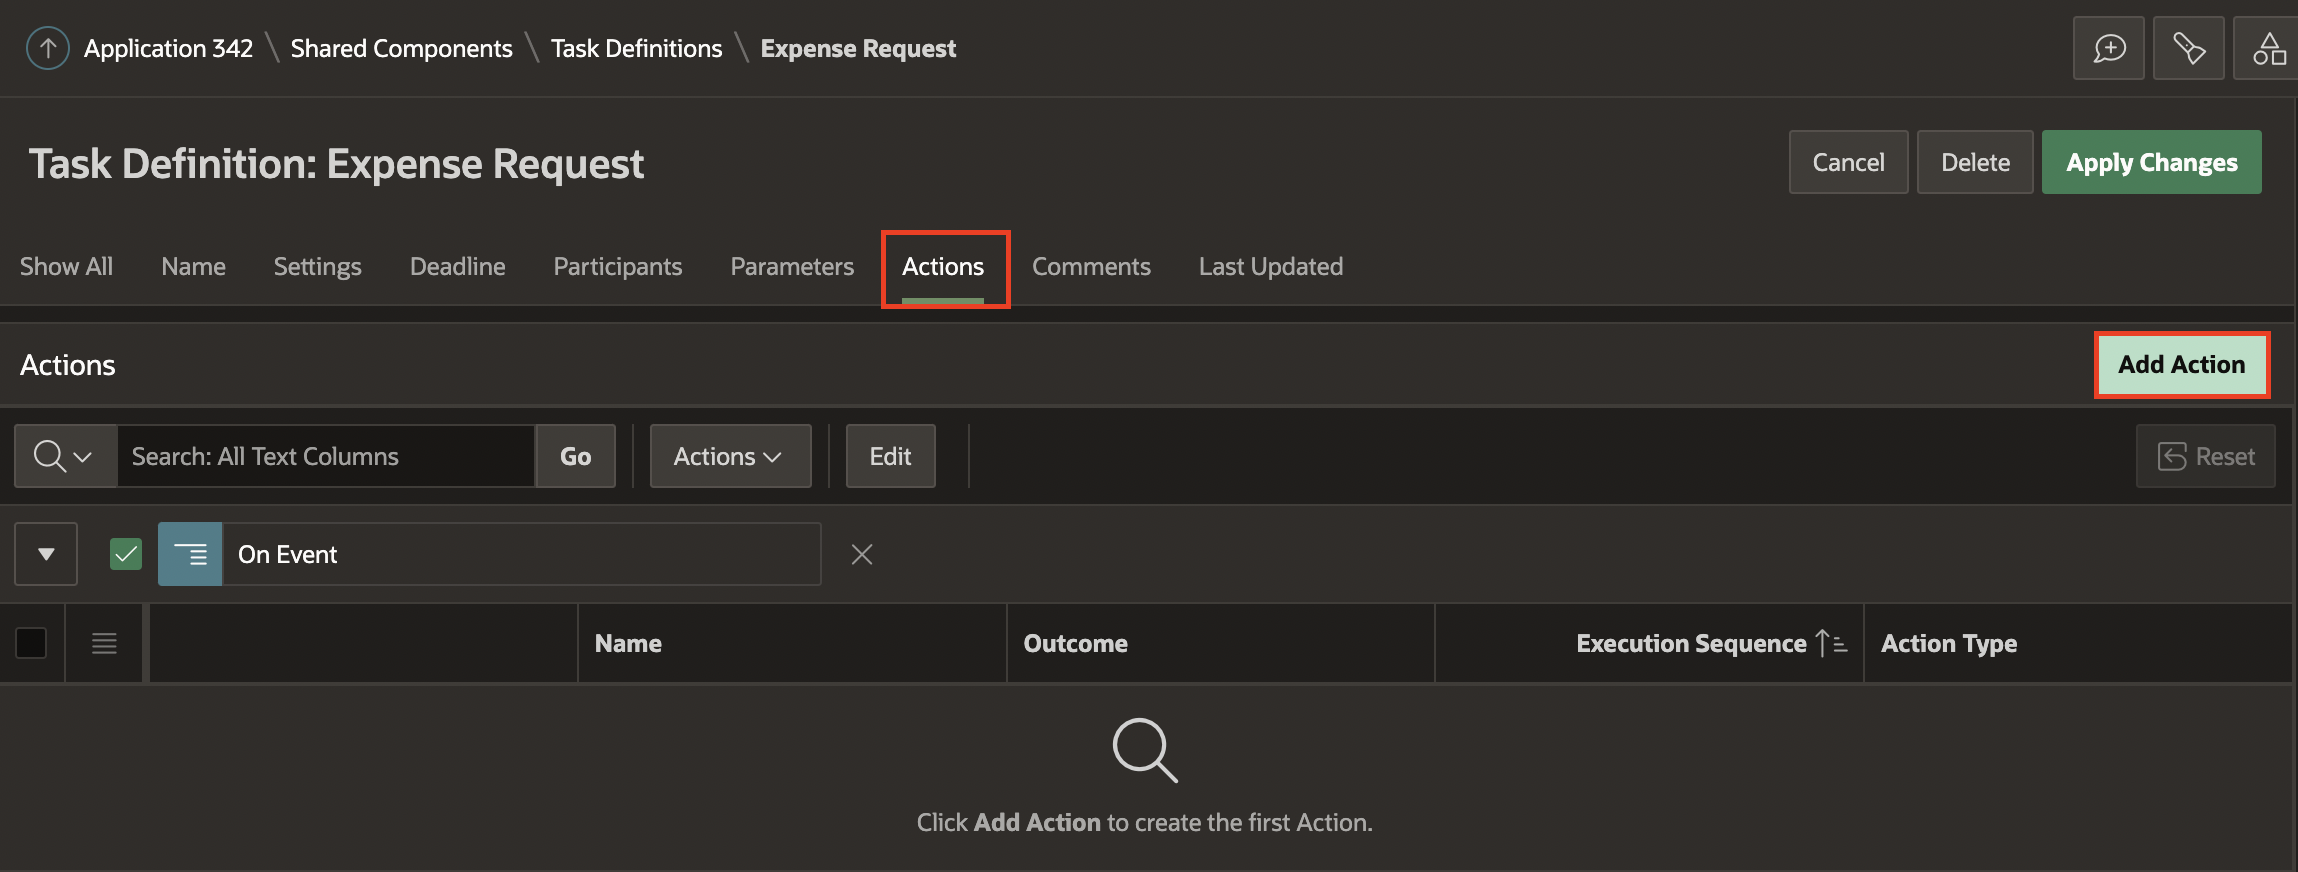 Application 342 \ Shared Components \ Task Definitions \ Expense Request
Task Definition: Expense Request
Cancel
Delete
Apply Changes
Show All
Name
Settings
Deadline
Participants
Parameters
Actions
Comments
Last Updated
Actions
Add Action
Search: All Text Columns
Go
Actions
Edit
Reset
On Event
Name
Outcome
Execution Sequence
Action Type
Click Add Action to create the first Action.